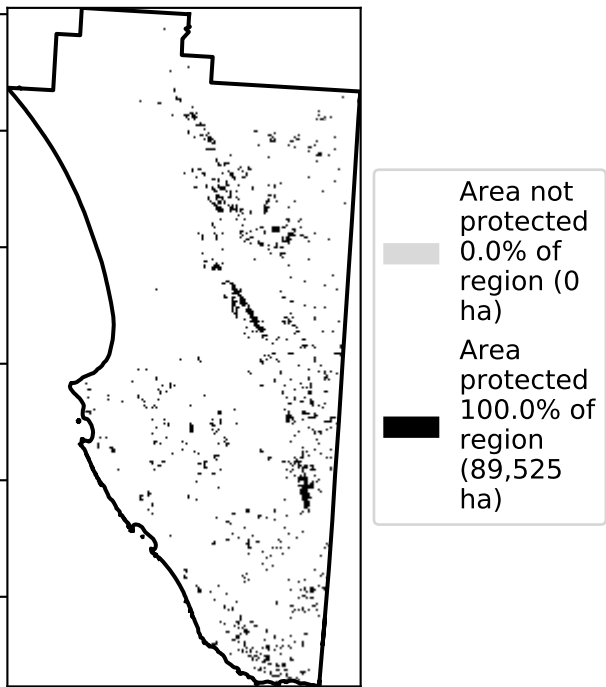 Area not
protected
0.0% of
region (0
ha)
Area
protected
100.0% of
region
(89,525
ha)